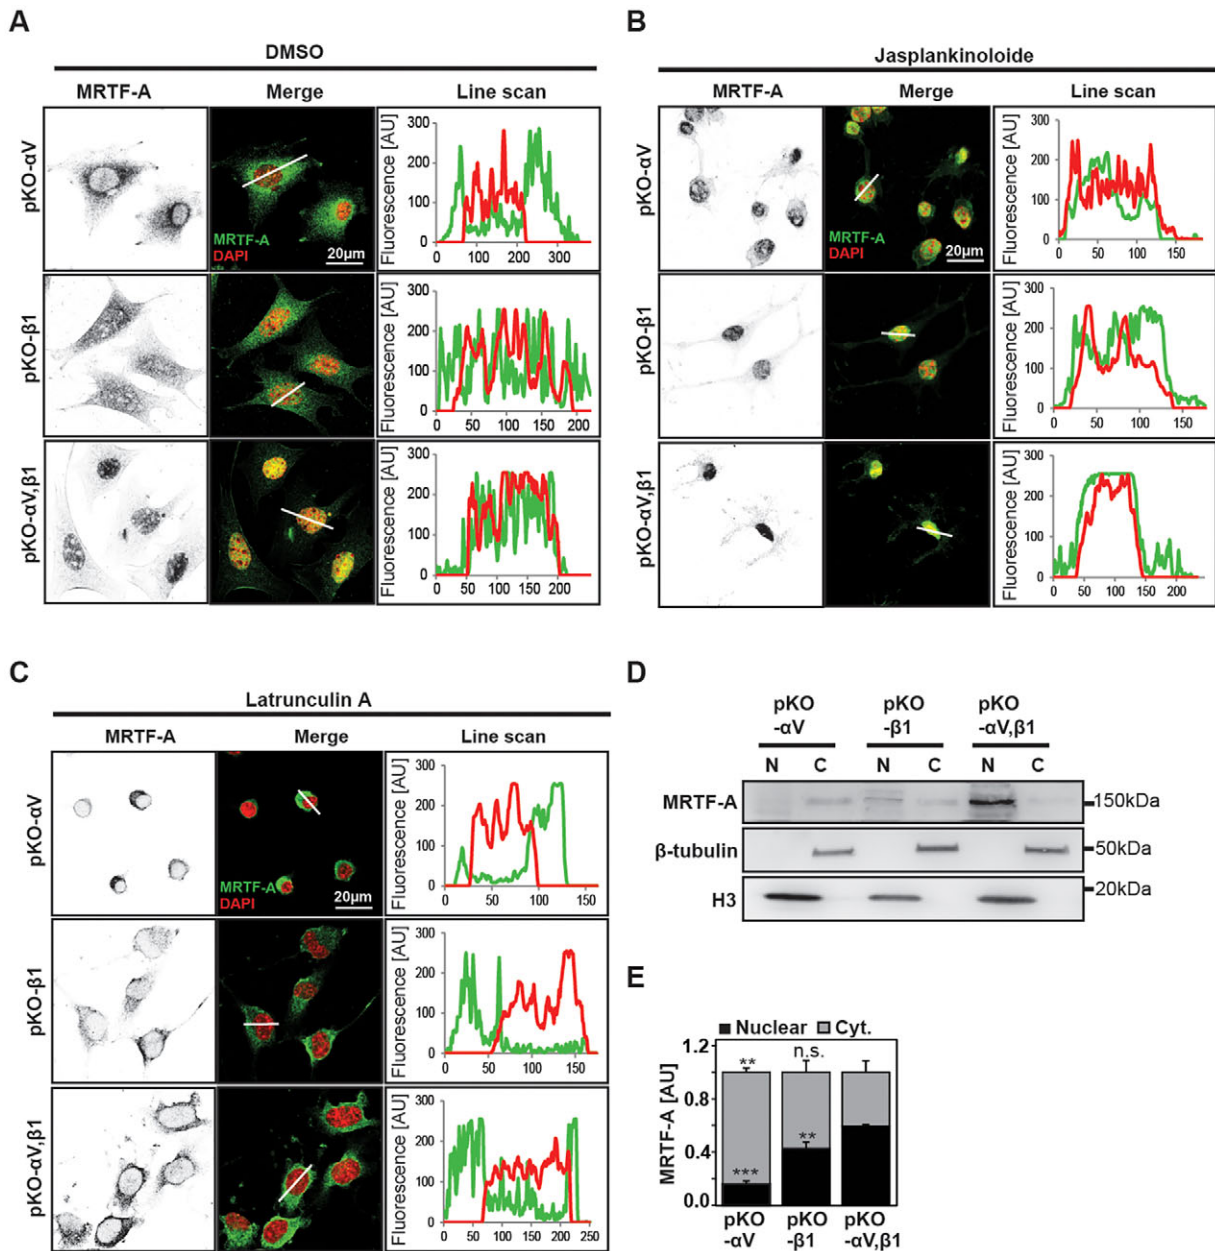 A
DMSO
MRTF-A Merge Line scan
pKO-αV
MRTF-A
DAPI
20µm
Fluorescence [AU]
300
200
100
0
100 200 300
pKO-β1
Fluorescence [AU]
300
200
100
0
0 50 100 150 200
pKO-αV,β1
Fluorescence [AU]
300
200
100
0
0 50 100 150 200
B
Jasplankinoloide
MRTF-A Merge Line scan
pKO-αV
MRTF-A
DAPI
20µm
Fluorescence [AU]
300
200
100
0
0 50 100 150
pKO-β1
Fluorescence [AU]
300
200
100
0
0 50 100 150
pKO-αV,β1
Fluorescence [AU]
300
200
100
0
0 50 100 150 200
C
Latrunculin A
MRTF-A Merge Line scan
pKO-αV
MRTF-A
DAPI
20µm
Fluorescence [AU]
300
200
100
0
0 50 100 150
pKO-β1
Fluorescence [AU]
300
200
100
0
0 50 100 150
pKO-αV,β1
Fluorescence [AU]
300
200
100
0
0 50 100 150 200 250
D
pKO -αV pKO -β1 pKO -αV,β1
N C N C N C
MRTF-A 150kDa
β-tubulin 50kDa
H3 20kDa
E
Nuclear Cyt.
MRTF-A [AU]
1.2
0.8
0.4
0.0
** n.s.
*** **
pKO -αV pKO -β1 pKO -αV,β1